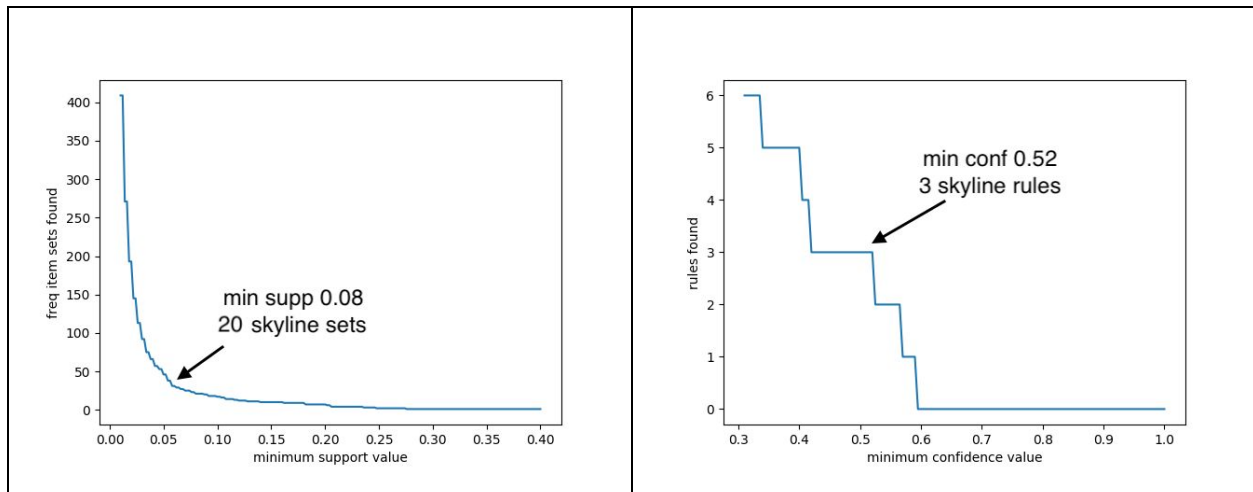 400
350
300
250
200
150
100
50
0
freq item sets found
min supp 0.08
20 skyline sets
0.00 0.05 0.10 0.15 0.20 0.25 0.30 0.35 0.40
minimum support value
6
5
4
3
2
1
0
rules found
min conf 0.52
3 skyline rules
0.3 0.4 0.5 0.6 0.7 0.8 0.9 1.0
minimum confidence value